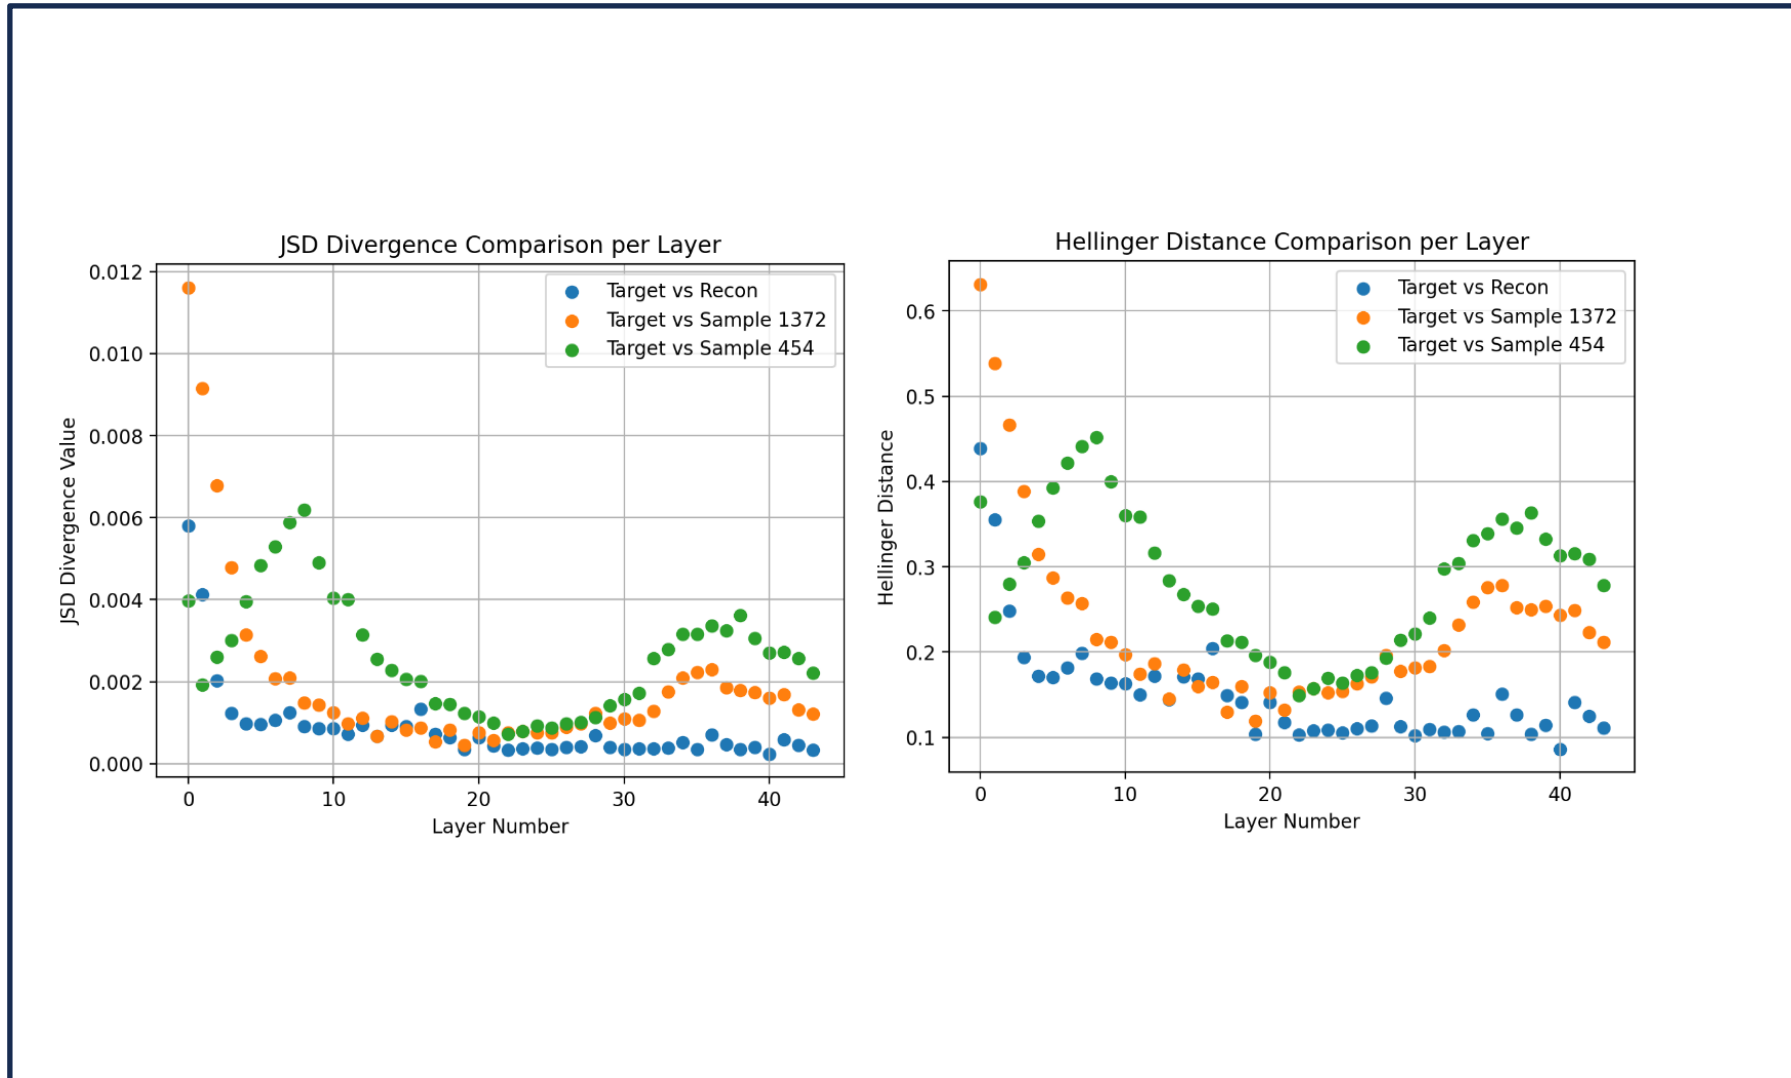 JSD Divergence Comparison per Layer
JSD Divergence Value
0.012
0.010
0.008
0.006
0.004
0.002
0.000
Target vs Recon
Target vs Sample 1372
Target vs Sample 454
0 10 20 30 40
Layer Number
Hellinger Distance Comparison per Layer
Hellinger Distance
0.6
0.5
0.4
0.3
0.2
0.1
Target vs Recon
Target vs Sample 1372
Target vs Sample 454
0 10 20 30 40
Layer Number